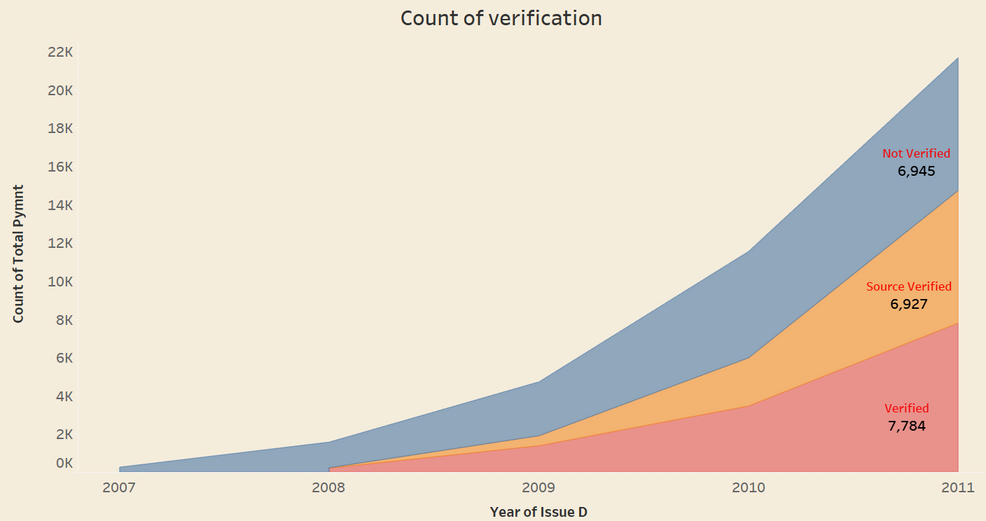 Count of verification
22K
20K
18K
16K
14K
12K
10K
8K
6K
4K
2K
0K
Count of Total Pymnt
Not Verified
6,945
Source Verified
6,927
Verified
7,784
2007 2008 2009 2010 2011
Year of Issue D